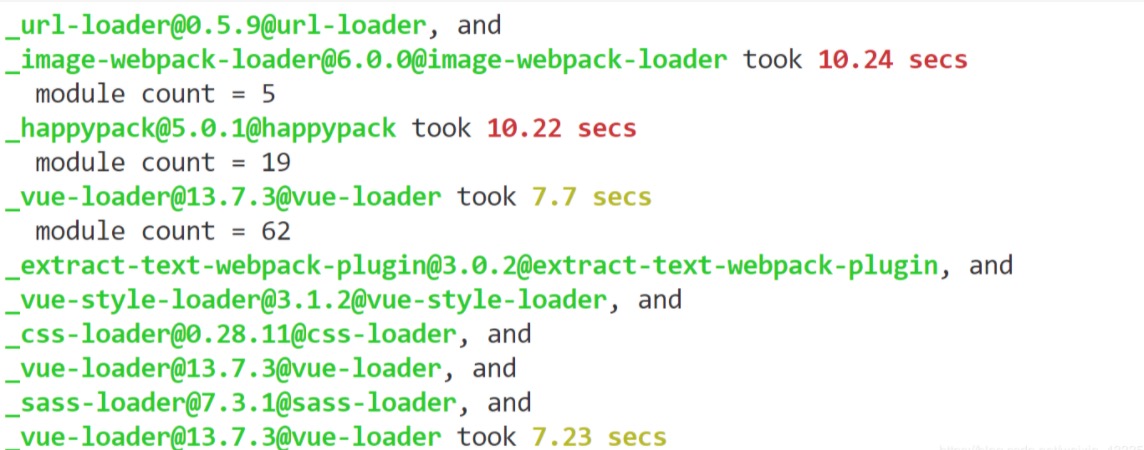 _url-loader@0.5.9@url-loader, and
_image-webpack-loader@6.0.0@image-webpack-loader took 10.24 secs
  module count = 5
_happypack@5.0.1@happypack took 10.22 secs
  module count = 19
_vue-loader@13.7.3@vue-loader took 7.7 secs
  module count = 62
_extract-text-webpack-plugin@3.0.2@extract-text-webpack-plugin, and
_vue-style-loader@3.1.2@vue-style-loader, and
_css-loader@0.28.11@css-loader, and
_vue-loader@13.7.3@vue-loader, and
_sass-loader@7.3.1@sass-loader, and
_vue-loader@13.7.3@vue-loader took 7.23 secs